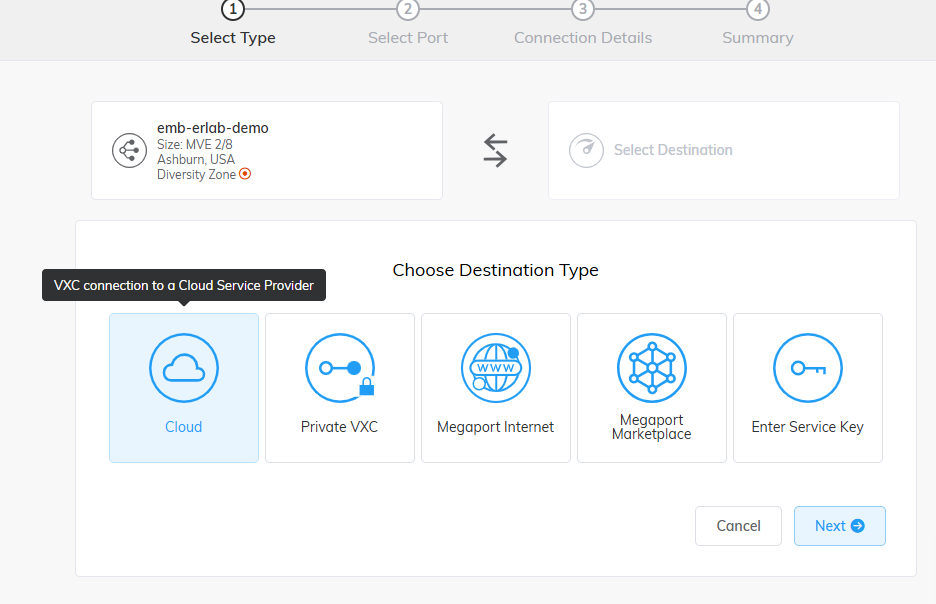 1
2
3
4
Select Type
Select Port
Connection Details
Summary
emb-erlab-demo
Size: MVE 2/8
Ashburn, USA
Diversity Zone
Select Destination
Choose Destination Type
VXC connection to a Cloud Service Provider
Cloud
Private VXC
WWW
Megaport Internet
Megaport
Marketplace
Enter Service Key
Cancel
Next